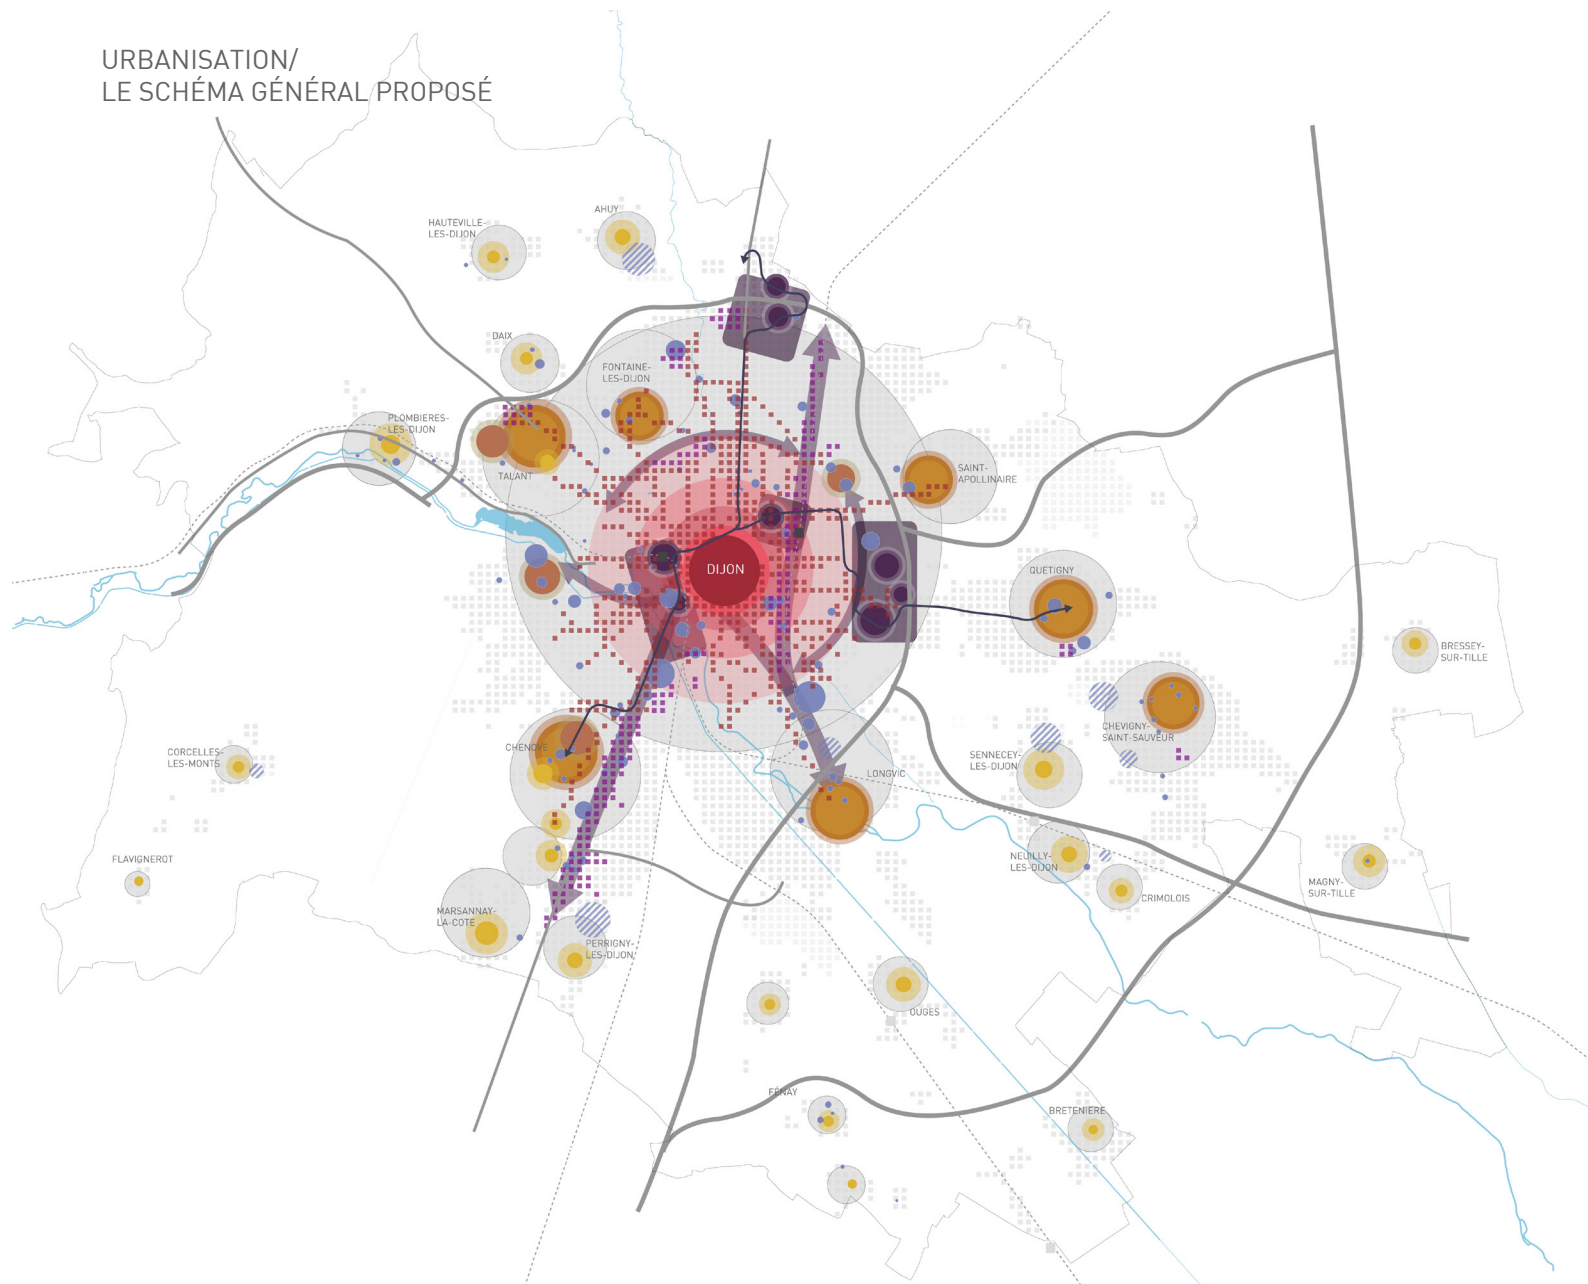 URBANISATION/
LE SCHÉMA GÉNÉRAL PROPOSÉ
AHUY
HAUTEVILLE-
LES-DIJON
DAIX
FONTAINE-
LES-DIJON
PLOMBIERES-
LES-DIJON
TALANT
SAINT-
APOLLINAIRE
DIJON
QUETIGNY
BRESSEY-
SUR-TILLE
CHEVIGNY-
SAINT-SAUVEUR
CORCELLES-
LES-MONTS
CHENOVE
SENNECEY-
LES-DIJON
LONGVIC
FLAVIGNEROT
NEUILLY-
LES-DIJON
MAGNY-
SUR-TILLE
CRIMOLOIS
MARSANNAY-
LA-COTE
PERRIGNY-
LES-DIJON
OUGES
FÉNAY
BRETENIERE